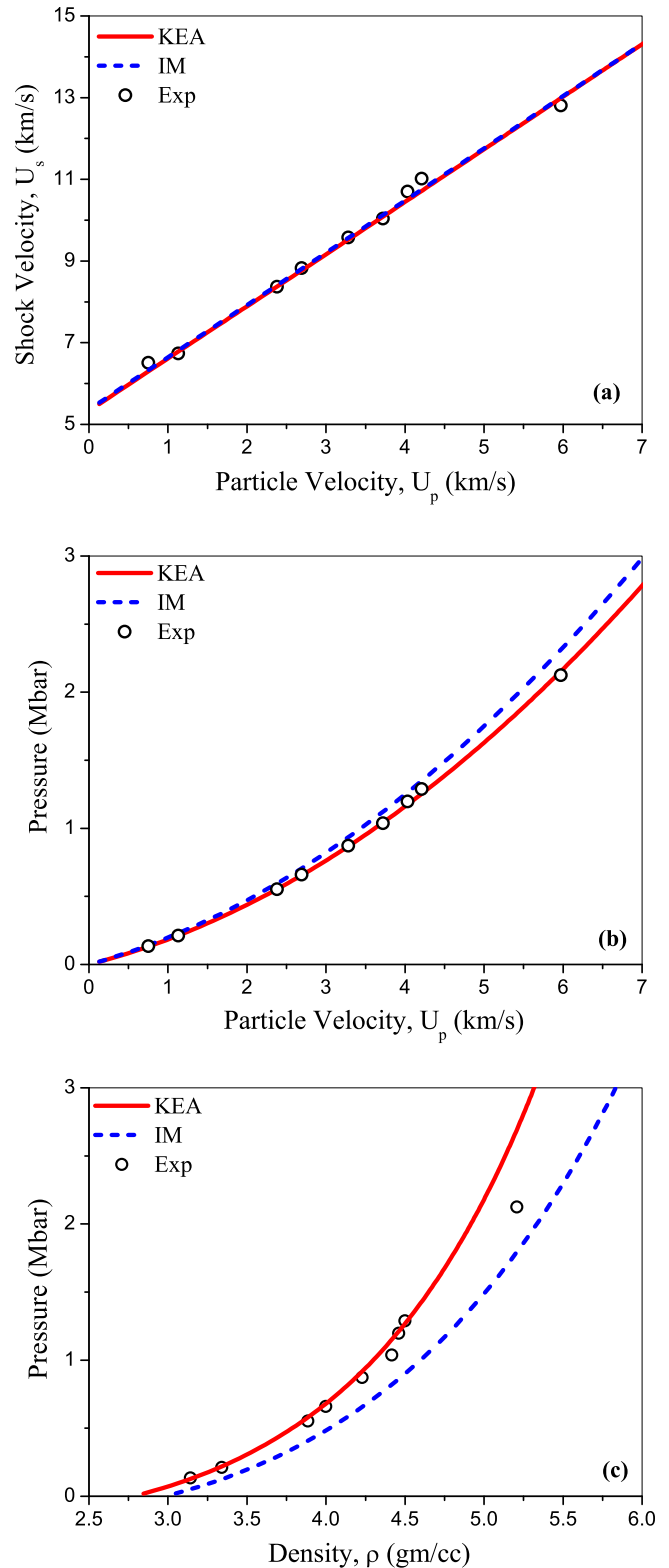 15
13
11
9
7
5
Shock Velocity, U_s (km/s)
KEA
IM
Exp
(a)
0 1 2 3 4 5 6 7
Particle Velocity, U_p (km/s)
3
2
1
0
Pressure (Mbar)
KEA
IM
Exp
(b)
0 1 2 3 4 5 6 7
Particle Velocity, U_p (km/s)
3
2
1
0
Pressure (Mbar)
KEA
IM
Exp
(c)
2.5 3.0 3.5 4.0 4.5 5.0 5.5 6.0
Density, ρ (gm/cc)